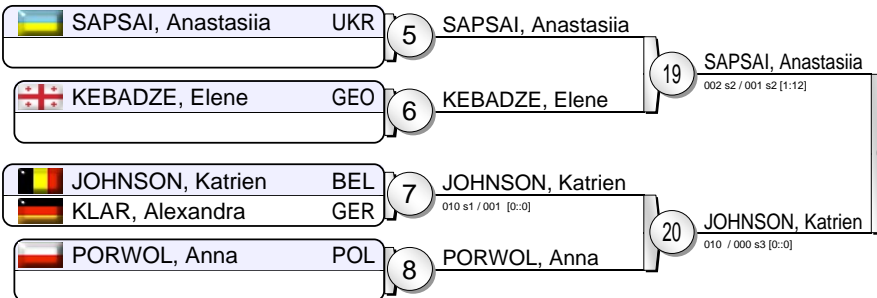 SAPSAI, Anastasiia UKR
5
SAPSAI, Anastasiia
19
SAPSAI, Anastasiia
002 s2 / 001 s2 [1:12]
KEBADZE, Elene GEO
6
KEBADZE, Elene
JOHNSON, Katrien BEL
KLAR, Alexandra GER
7
JOHNSON, Katrien
010 s1 / 001 [0::0]
20
JOHNSON, Katrien
010 / 000 s3 [0::0]
PORWOL, Anna POL
8
PORWOL, Anna